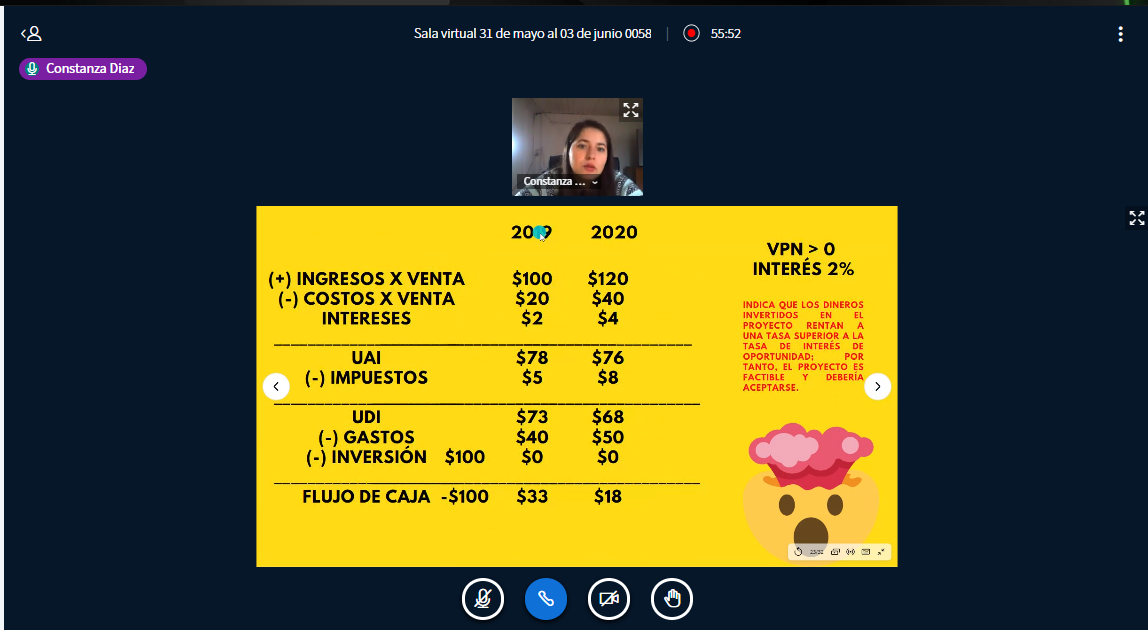 Sala virtual 31 de mayo al 03 de junio 0058
55:52
Constanza Diaz
Constanza ...
2020
VPN > 0
INTERÉS 2%
(+) INGRESOS X VENTA $100 $120
(-) COSTOS X VENTA $20 $40
INTERESES $2 $4
UAI $78 $76
(-) IMPUESTOS $5 $8
UDI $73 $68
(-) GASTOS $40 $50
(-) INVERSIÓN $100 $0 $0
FLUJO DE CAJA -$100 $33 $18
INDICA QUE LOS DINEROS
INVERTIDOS EN EL
PROYECTO RENTAN A
UNA TASA SUPERIOR A LA
TASA DE INTERÉS DE
OPORTUNIDAD; POR
TANTO, EL PROYECTO ES
FACTIBLE Y DEBERÍA
ACEPTARSE.